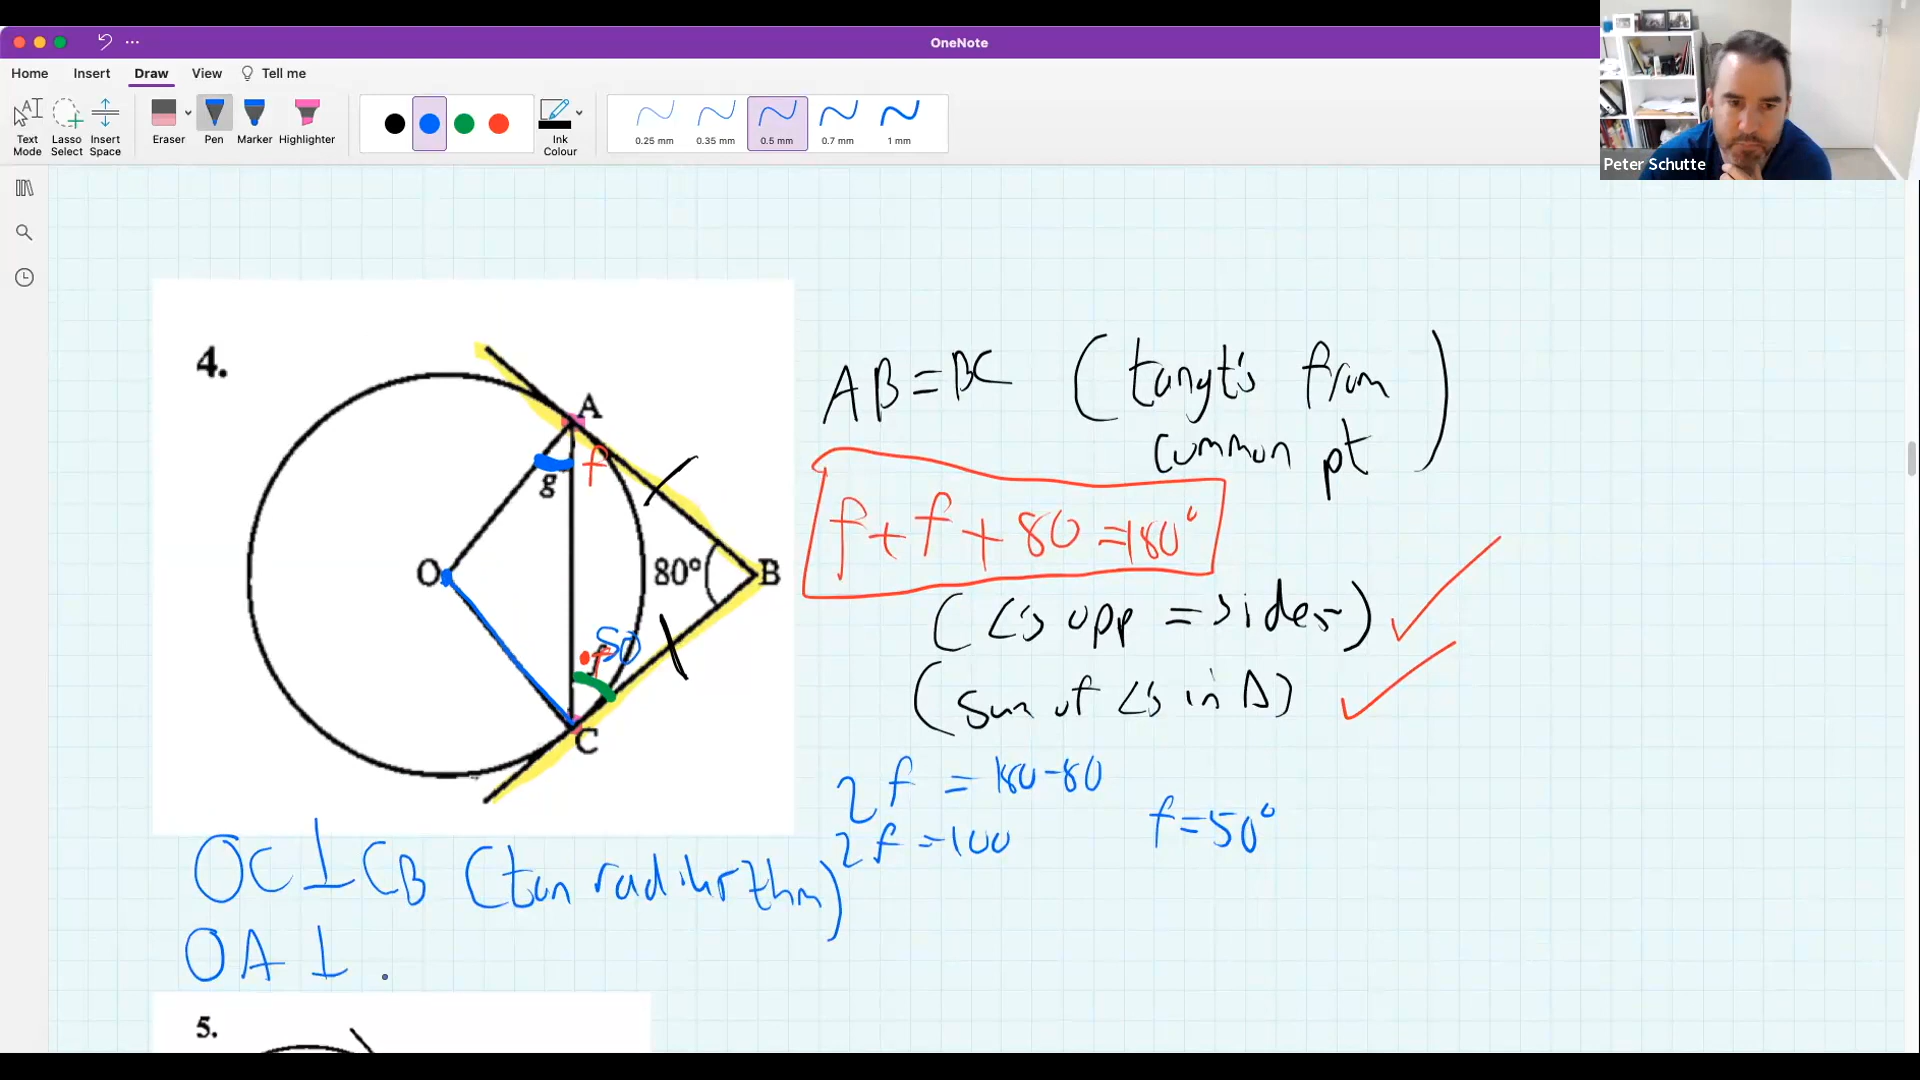 OneNote
Home Insert Draw View Tell me
Text Mode
Lasso Select
Insert Space
Eraser
Pen
Marker
Highlighter
Ink Colour
0.25 mm
0.35 mm
0.5 mm
0.7 mm
1 mm
Peter Schutte
4.
A
f
g
O
80°
B
50
f
C
AB = BC (tangt's from
common pt)
f + f + 80 = 180°
(∠s opp = sides)
(sum of ∠s in Δ)
2f = 180-80
2f = 100
f = 50°
OC ⊥ CB (tan radius thm)
OA ⊥
5.